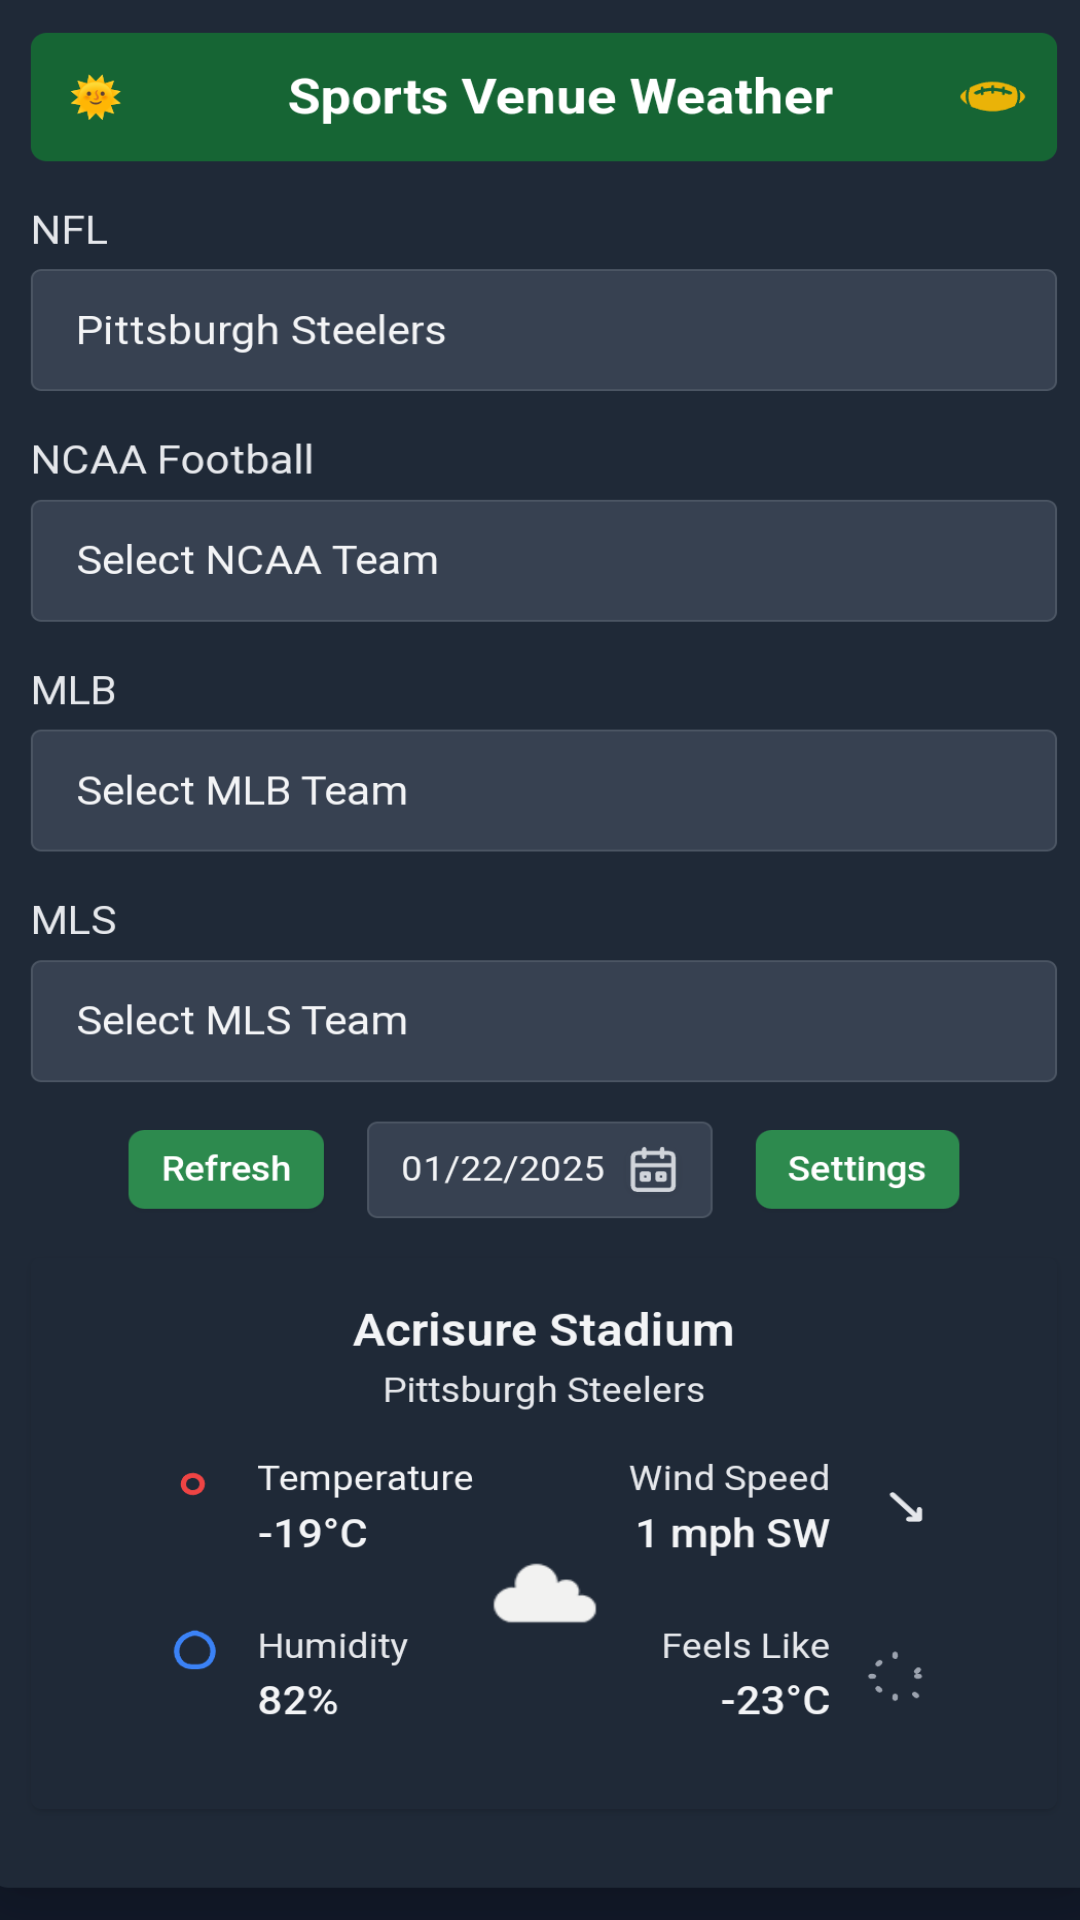 Sports Venue Weather
NFL
Pittsburgh Steelers
NCAA Football
Select NCAA Team
MLB
Select MLB Team
MLS
Select MLS Team
Refresh
01/22/2025
Settings
Acrisure Stadium
Pittsburgh Steelers
Temperature
-19°C
Wind Speed
1 mph SW
Humidity
82%
Feels Like
-23°C